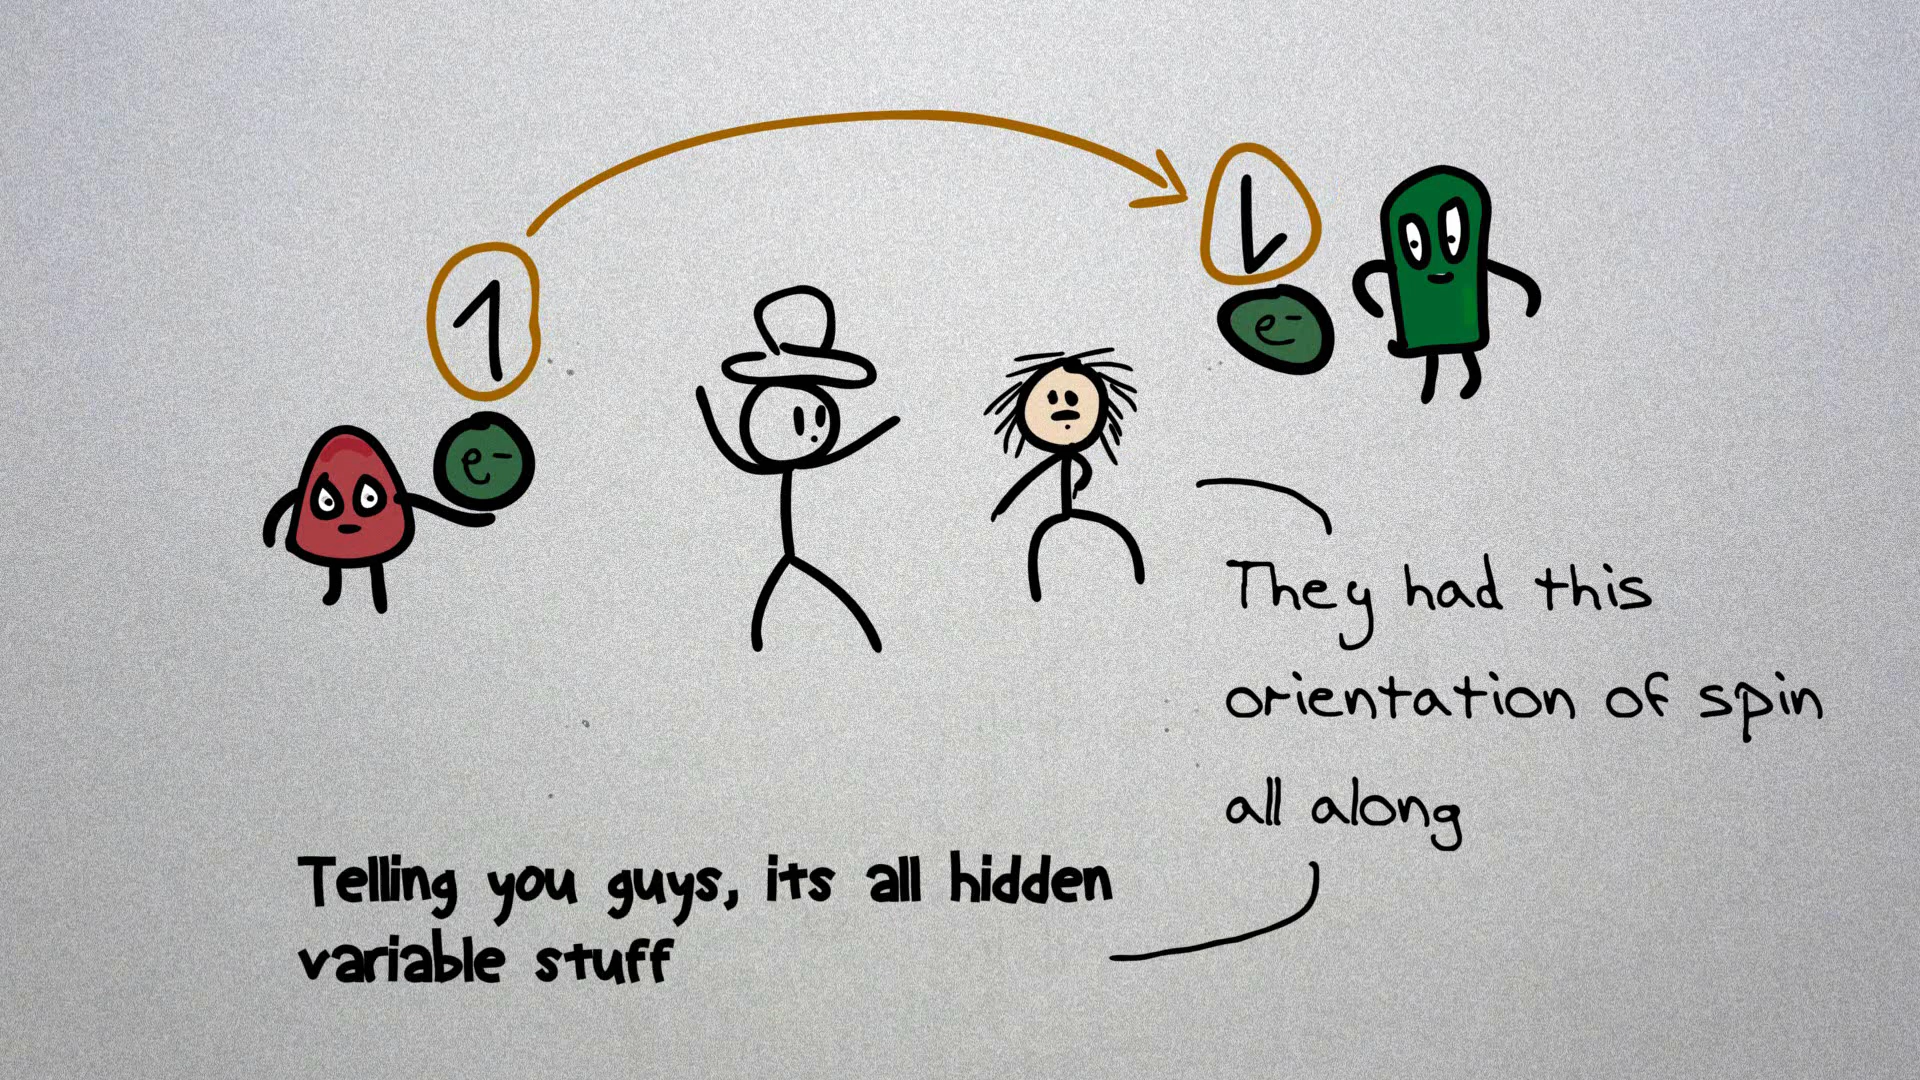 e-
e-
They had this
orientation of spin
all along
Telling you guys, its all hidden
variable stuff